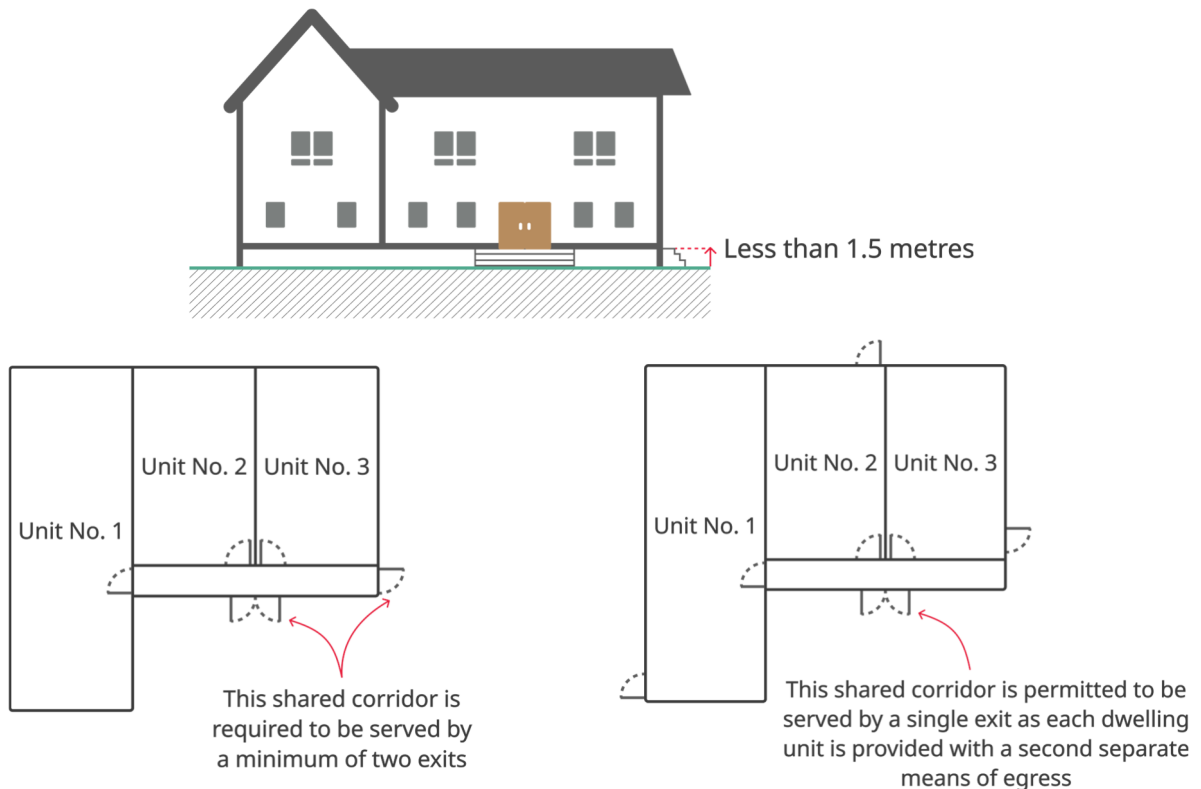 Less than 1.5 metres
Unit No. 1
Unit No. 2
Unit No. 3
This shared corridor is
required to be served by
a minimum of two exits
Unit No. 1
Unit No. 2
Unit No. 3
This shared corridor is permitted to be
served by a single exit as each dwelling
unit is provided with a second separate
means of egress